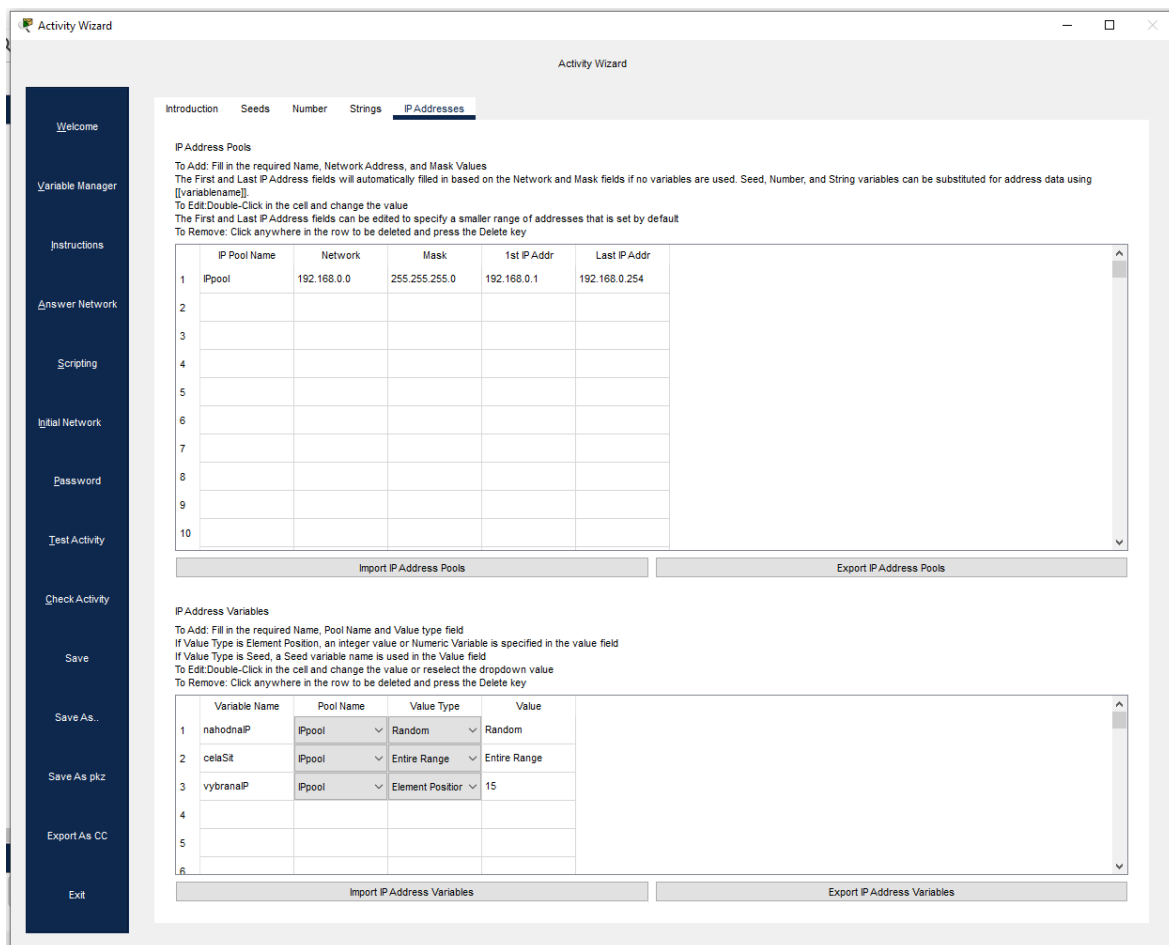 Activity Wizard
Activity Wizard
Welcome
Variable Manager
Instructions
Answer Network
Scripting
Initial Network
Password
Test Activity
Check Activity
Save
Save As..
Save As pkz
Export As CC
Exit
Introduction Seeds Number Strings IP Addresses
IP Address Pools
To Add: Fill in the required Name, Network Address, and Mask Values
The First and Last IP Address fields will automatically filled in based on the Network and Mask fields if no variables are used. Seed, Number, and String variables can be substituted for address data using
[[variablename]].
To Edit:Double-Click in the cell and change the value
The First and Last IP Address fields can be edited to specify a smaller range of addresses that is set by default
To Remove: Click anywhere in the row to be deleted and press the Delete key
IP Pool Name Network Mask 1st IP Addr Last IP Addr
1 IPpool 192.168.0.0 255.255.255.0 192.168.0.1 192.168.0.254
2
3
4
5
6
7
8
9
10
Import IP Address Pools Export IP Address Pools
IP Address Variables
To Add: Fill in the required Name, Pool Name and Value type field
If Value Type is Element Position, an integer value or Numeric Variable is specified in the value field
If Value Type is Seed, a Seed variable name is used in the Value field
To Edit:Double-Click in the cell and change the value or reselect the dropdown value
To Remove: Click anywhere in the row to be deleted and press the Delete key
Variable Name Pool Name Value Type Value
1 nahodnaIP IPpool Random Random
2 celaSit IPpool Entire Range Entire Range
3 vybranaIP IPpool Element Position 15
4
5
6
Import IP Address Variables Export IP Address Variables